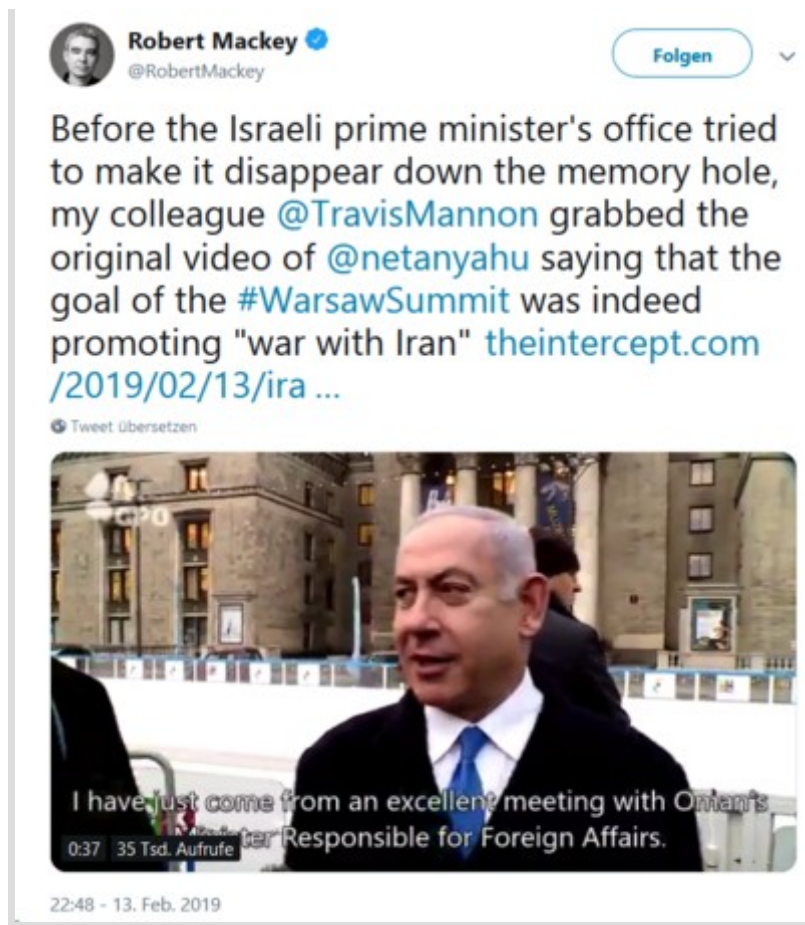 Robert Mackey
@RobertMackey
Folgen
Before the Israeli prime minister's office tried
to make it disappear down the memory hole,
my colleague @TravisMannon grabbed the
original video of @netanyahu saying that the
goal of the #WarsawSummit was indeed
promoting "war with Iran" theintercept.com
/2019/02/13/ira ...
Tweet übersetzen
GPO
I have just come from an excellent meeting with Oman's
Minister Responsible for Foreign Affairs.
0:37 35 Tsd. Aufrufe
22:48 - 13. Feb. 2019